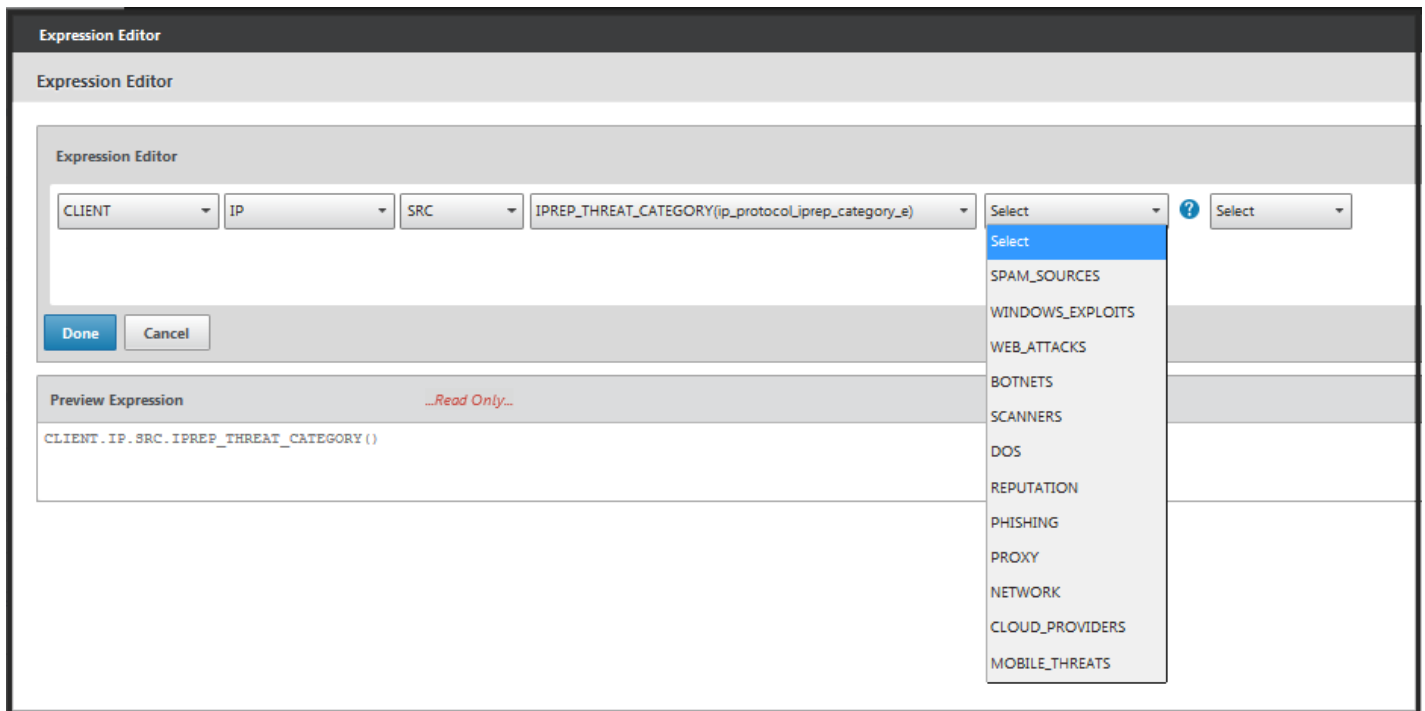 Expression Editor
Expression Editor
Expression Editor
CLIENT IP SRC IPREP_THREAT_CATEGORY(ip_protocol_iprep_category_e) Select ? Select
Select
SPAM_SOURCES
WINDOWS_EXPLOITS
Done Cancel
WEB_ATTACKS
BOTNETS
Preview Expression ...Read Only...
SCANNERS
CLIENT.IP.SRC.IPREP_THREAT_CATEGORY()
DOS
REPUTATION
PHISHING
PROXY
NETWORK
CLOUD_PROVIDERS
MOBILE_THREATS